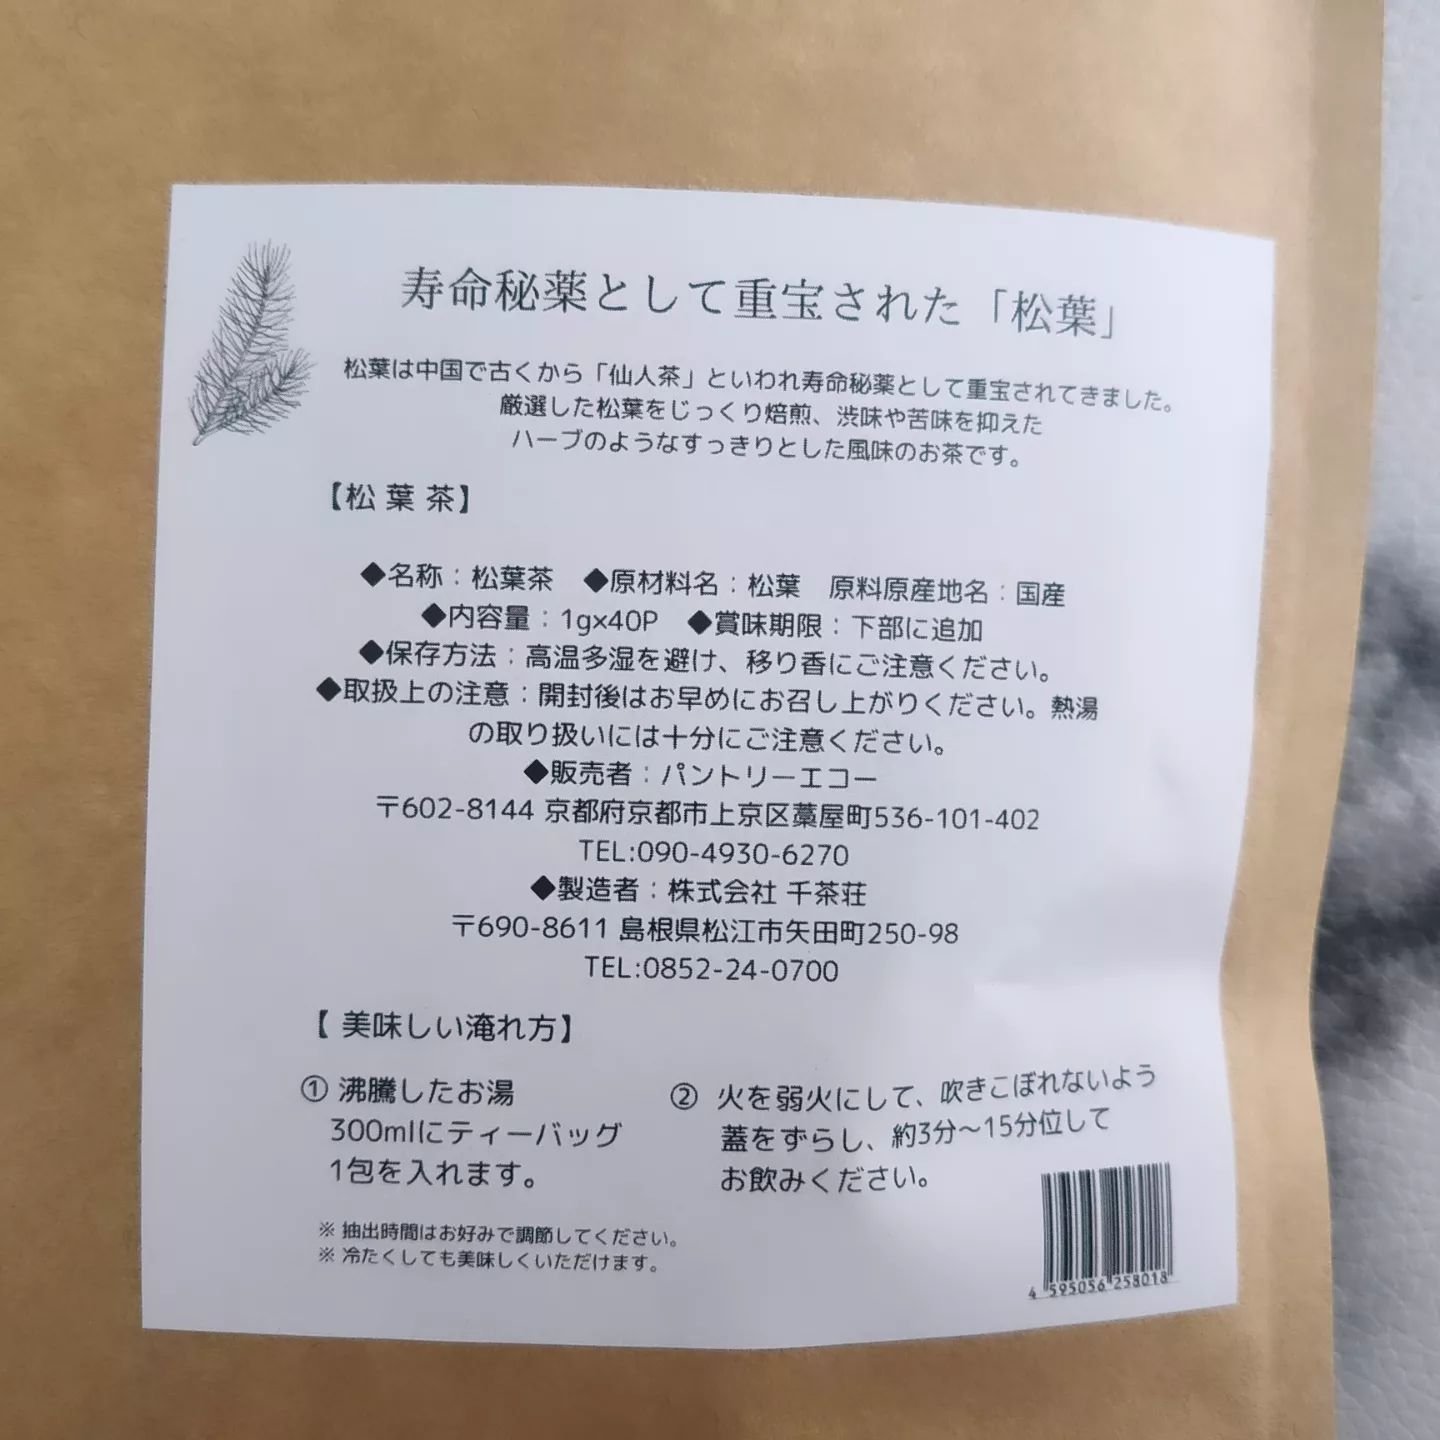 寿命秘薬として重宝された「松葉」
松葉は中国で古くから「仙人茶」といわれ寿命秘薬として重宝されてきました。
厳選した松葉をじっくり焙煎、渋味や苦味を抑えた
ハーブのようなすっきりとした風味のお茶です。
【松 葉 茶】
◆名称：松葉茶　◆原材料名：松葉　原料原産地名：国産
◆内容量：1g×40P　◆賞味期限：下部に追加
◆保存方法：高温多湿を避け、移り香にご注意ください。
◆取扱上の注意：開封後はお早めにお召し上がりください。熱湯
の取り扱いには十分にご注意ください。
◆販売者：パントリーエコー
〒602-8144 京都府京都市上京区藁屋町536-101-402
TEL:090-4930-6270
◆製造者：株式会社 千茶荘
〒690-8611 島根県松江市矢田町250-98
TEL:0852-24-0700
【 美味しい淹れ方】
① 沸騰したお湯
300mlにティーバッグ
1包を入れます。
② 火を弱火にして、吹きこぼれないよう
蓋をずらし、約3分～15分位して
お飲みください。
※ 抽出時間はお好みで調節してください。
※ 冷たくしても美味しくいただけます。
4 595056 258018